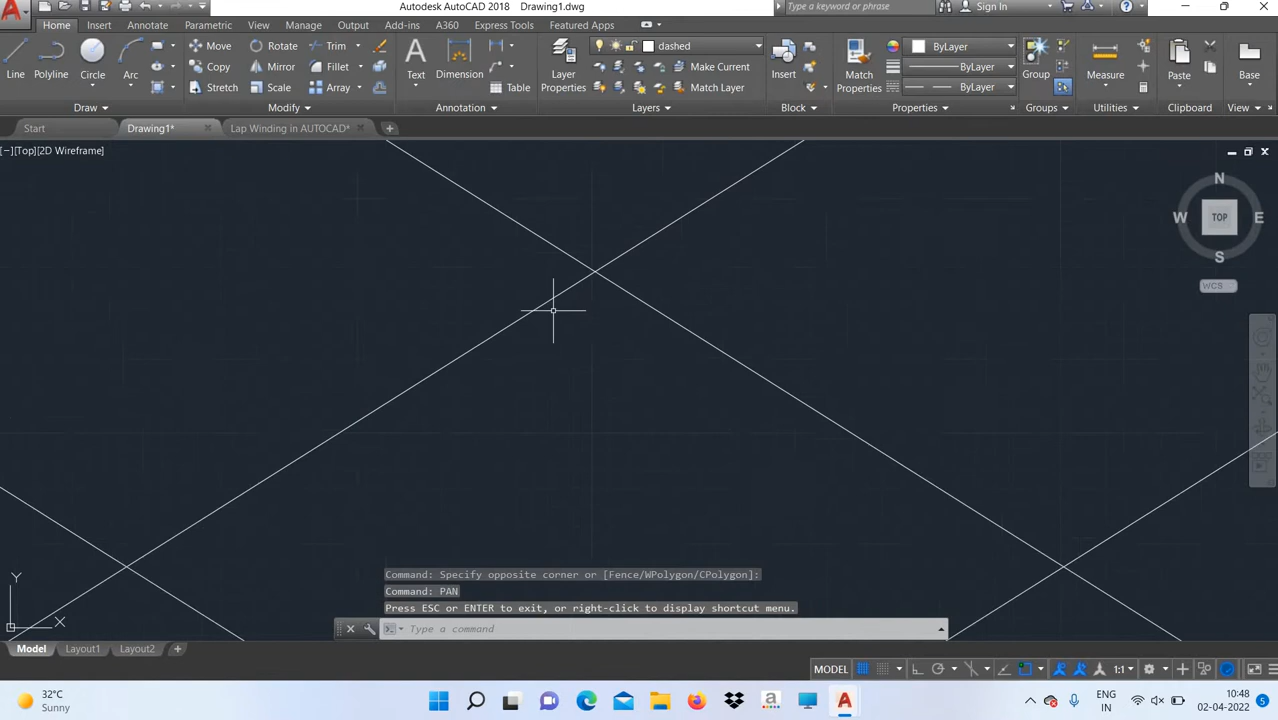 Autodesk AutoCAD 2018 Drawing1.dwg
Type a keyword or phrase
Sign In
Home Insert Annotate Parametric View Manage Output Add-ins A360 Express Tools Featured Apps
Line Polyline Circle Arc
Move Rotate Trim
Copy Mirror Fillet
Stretch Scale Array
Text Dimension Table
Layer Properties
dashed
Make Current
Match Layer
Insert
Match Properties
ByLayer
ByLayer
ByLayer
Group
Measure
Paste
Base
Draw Modify Annotation Layers Block Properties Groups Utilities Clipboard View
Start Drawing1* Lap Winding in AUTOCAD*
[−][Top][2D Wireframe]
N
W TOP E
S
WCS
Y
X
Command: Specify opposite corner or [Fence/WPolygon/CPolygon]:
Command: PAN
Press ESC or ENTER to exit, or right-click to display shortcut menu.
Type a command
Model Layout1 Layout2
MODEL 1:1
32°C
Sunny
ENG
IN
10:48
02-04-2022
5